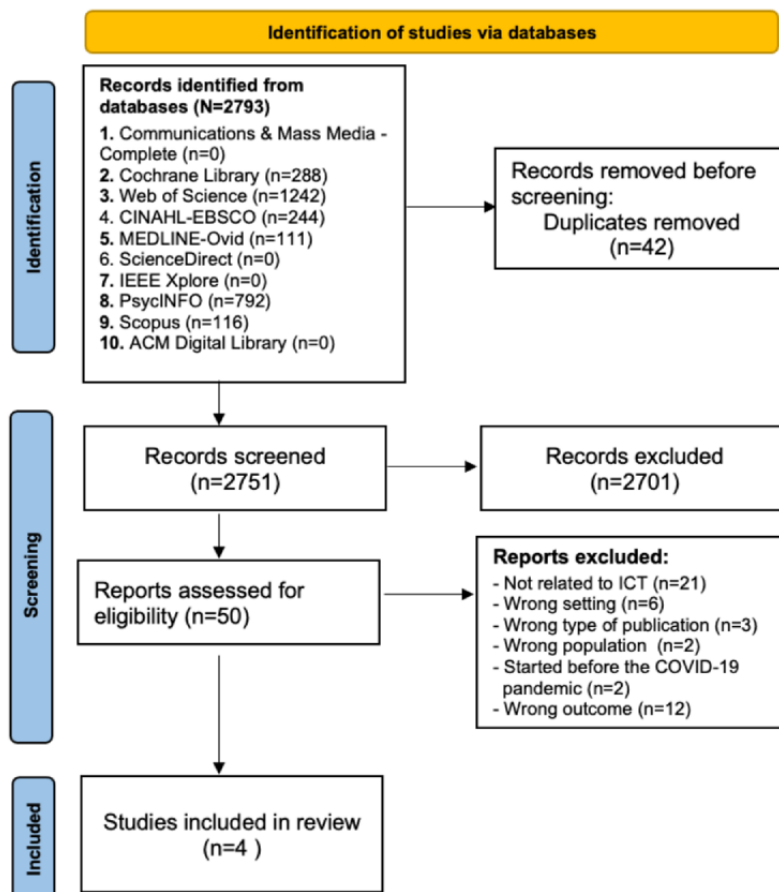 Identification of studies via databases
Identification
Records identified from
databases (N=2793)
1. Communications & Mass Media -
Complete (n=0)
2. Cochrane Library (n=288)
3. Web of Science (n=1242)
4. CINAHL-EBSCO (n=244)
5. MEDLINE-Ovid (n=111)
6. ScienceDirect (n=0)
7. IEEE Xplore (n=0)
8. PsycINFO (n=792)
9. Scopus (n=116)
10. ACM Digital Library (n=0)
Records removed before
screening:
Duplicates removed
(n=42)
Screening
Records screened
(n=2751)
Records excluded
(n=2701)
Reports assessed for
eligibility (n=50)
Reports excluded:
- Not related to ICT (n=21)
- Wrong setting (n=6)
- Wrong type of publication (n=3)
- Wrong population (n=2)
- Started before the COVID-19
pandemic (n=2)
- Wrong outcome (n=12)
Included
Studies included in review
(n=4 )